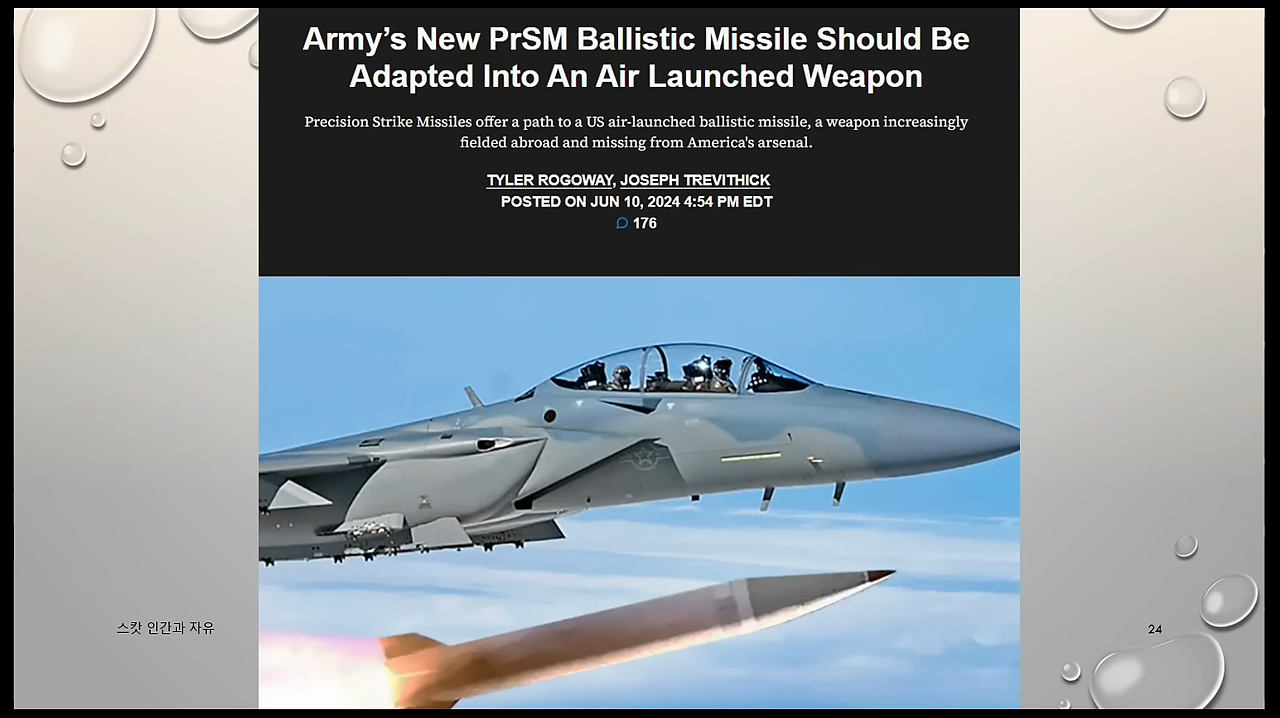 Army’s New PrSM Ballistic Missile Should Be
Adapted Into An Air Launched Weapon
Precision Strike Missiles offer a path to a US air-launched ballistic missile, a weapon increasingly
fielded abroad and missing from America's arsenal.
TYLER ROGOWAY, JOSEPH TREVITHICK
POSTED ON JUN 10, 2024 4:54 PM EDT
176
스캇 인간과 자유
24